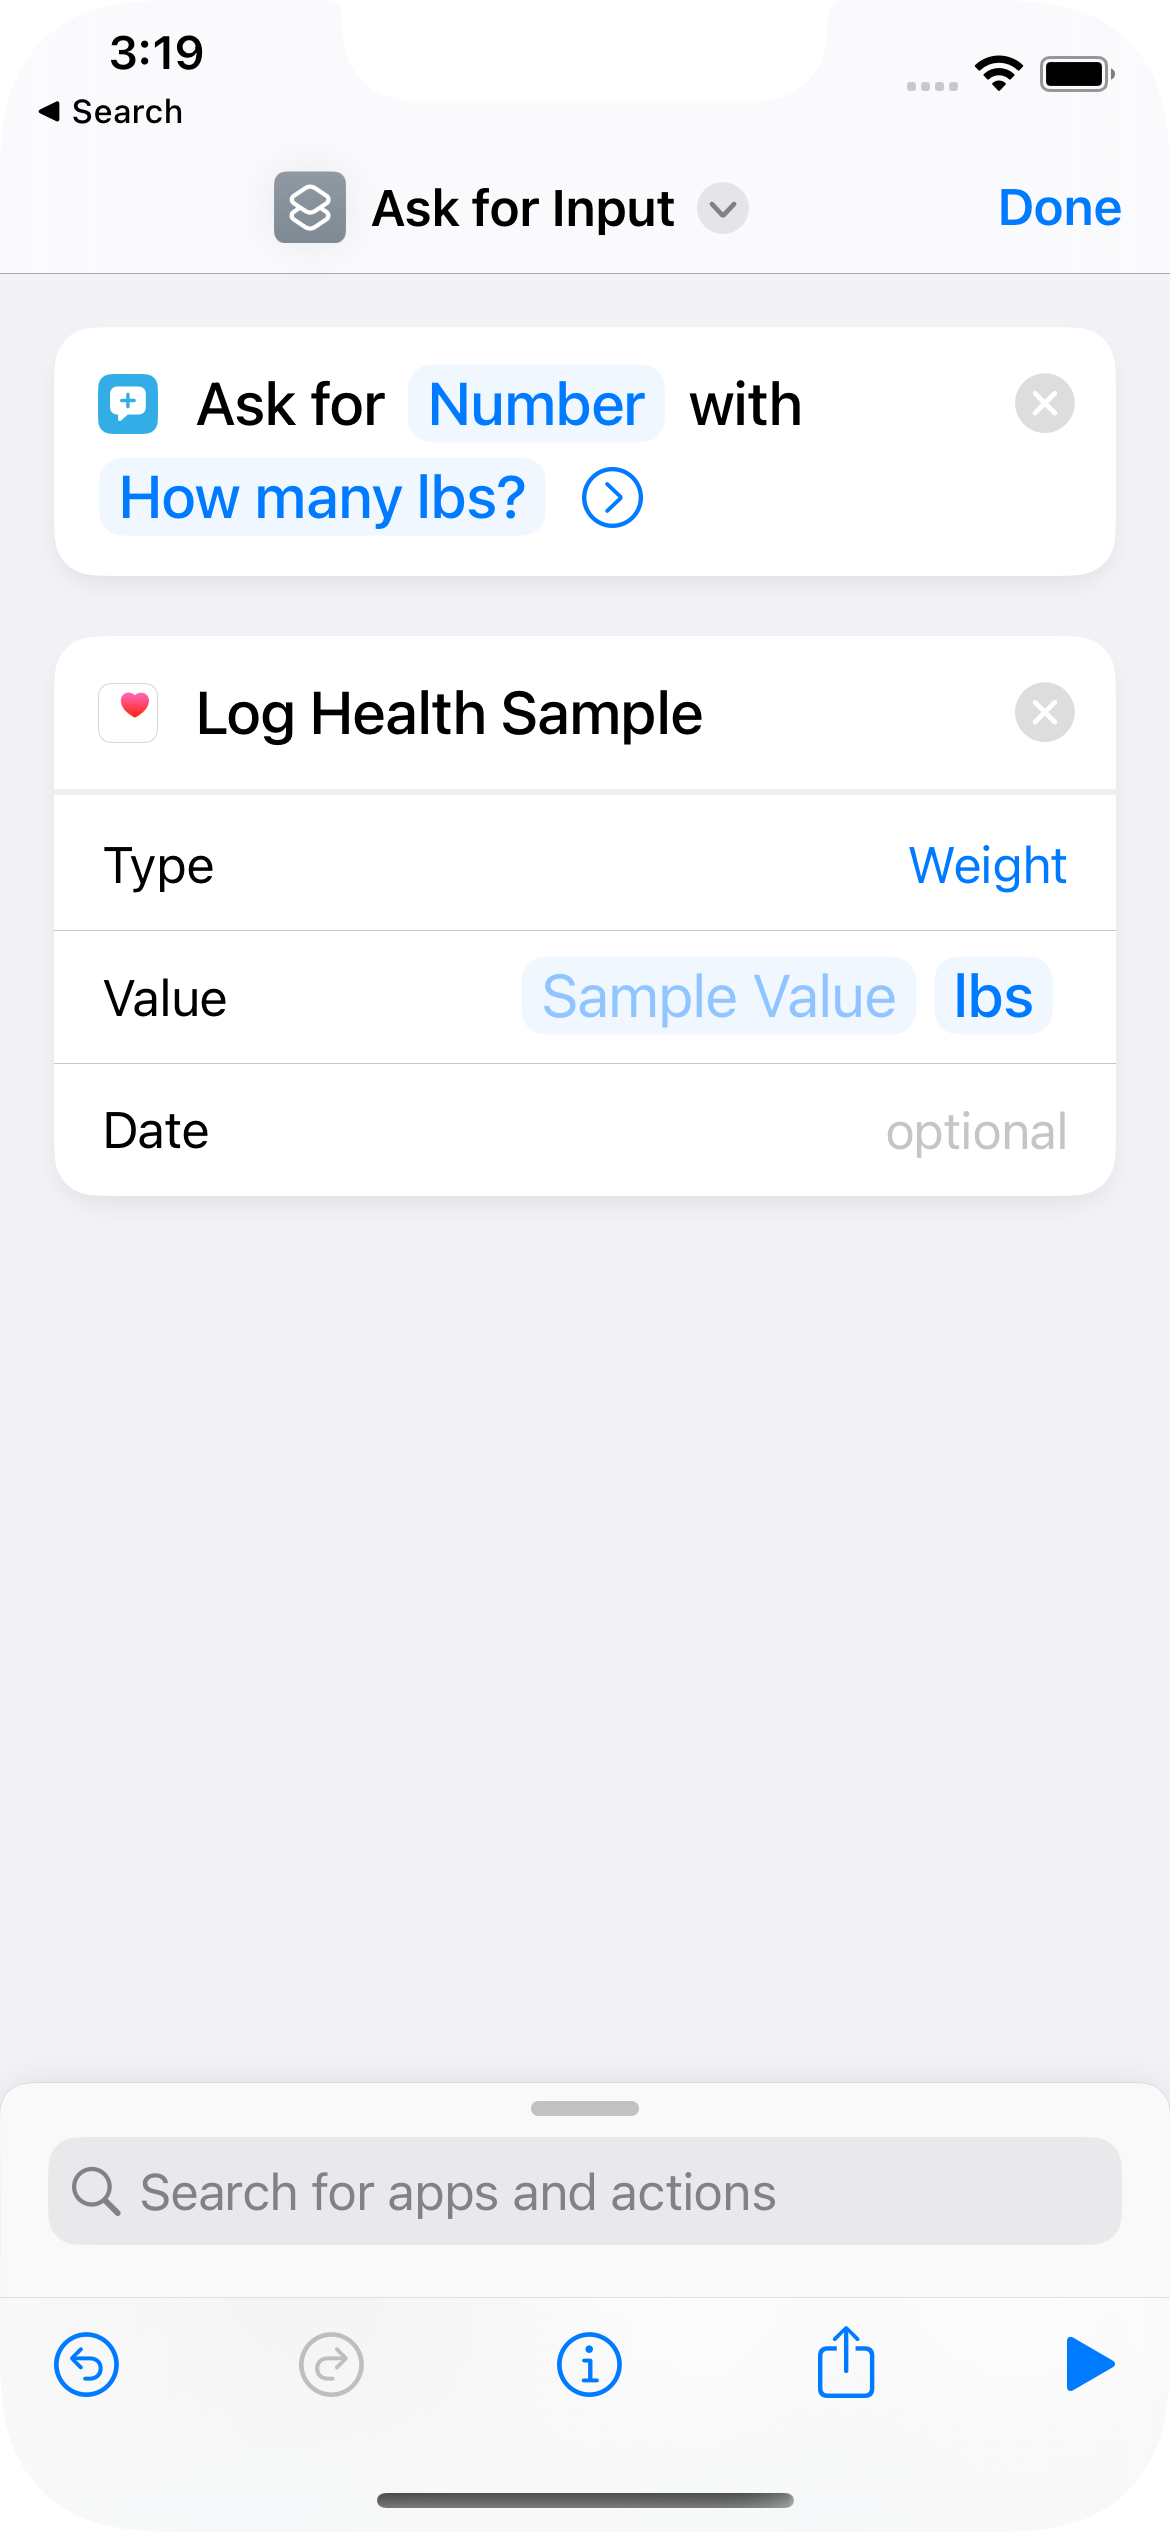 3:19
Search
Ask for Input
Done
Ask for Number with
How many lbs?
Log Health Sample
Type Weight
Value Sample Value lbs
Date optional
Search for apps and actions